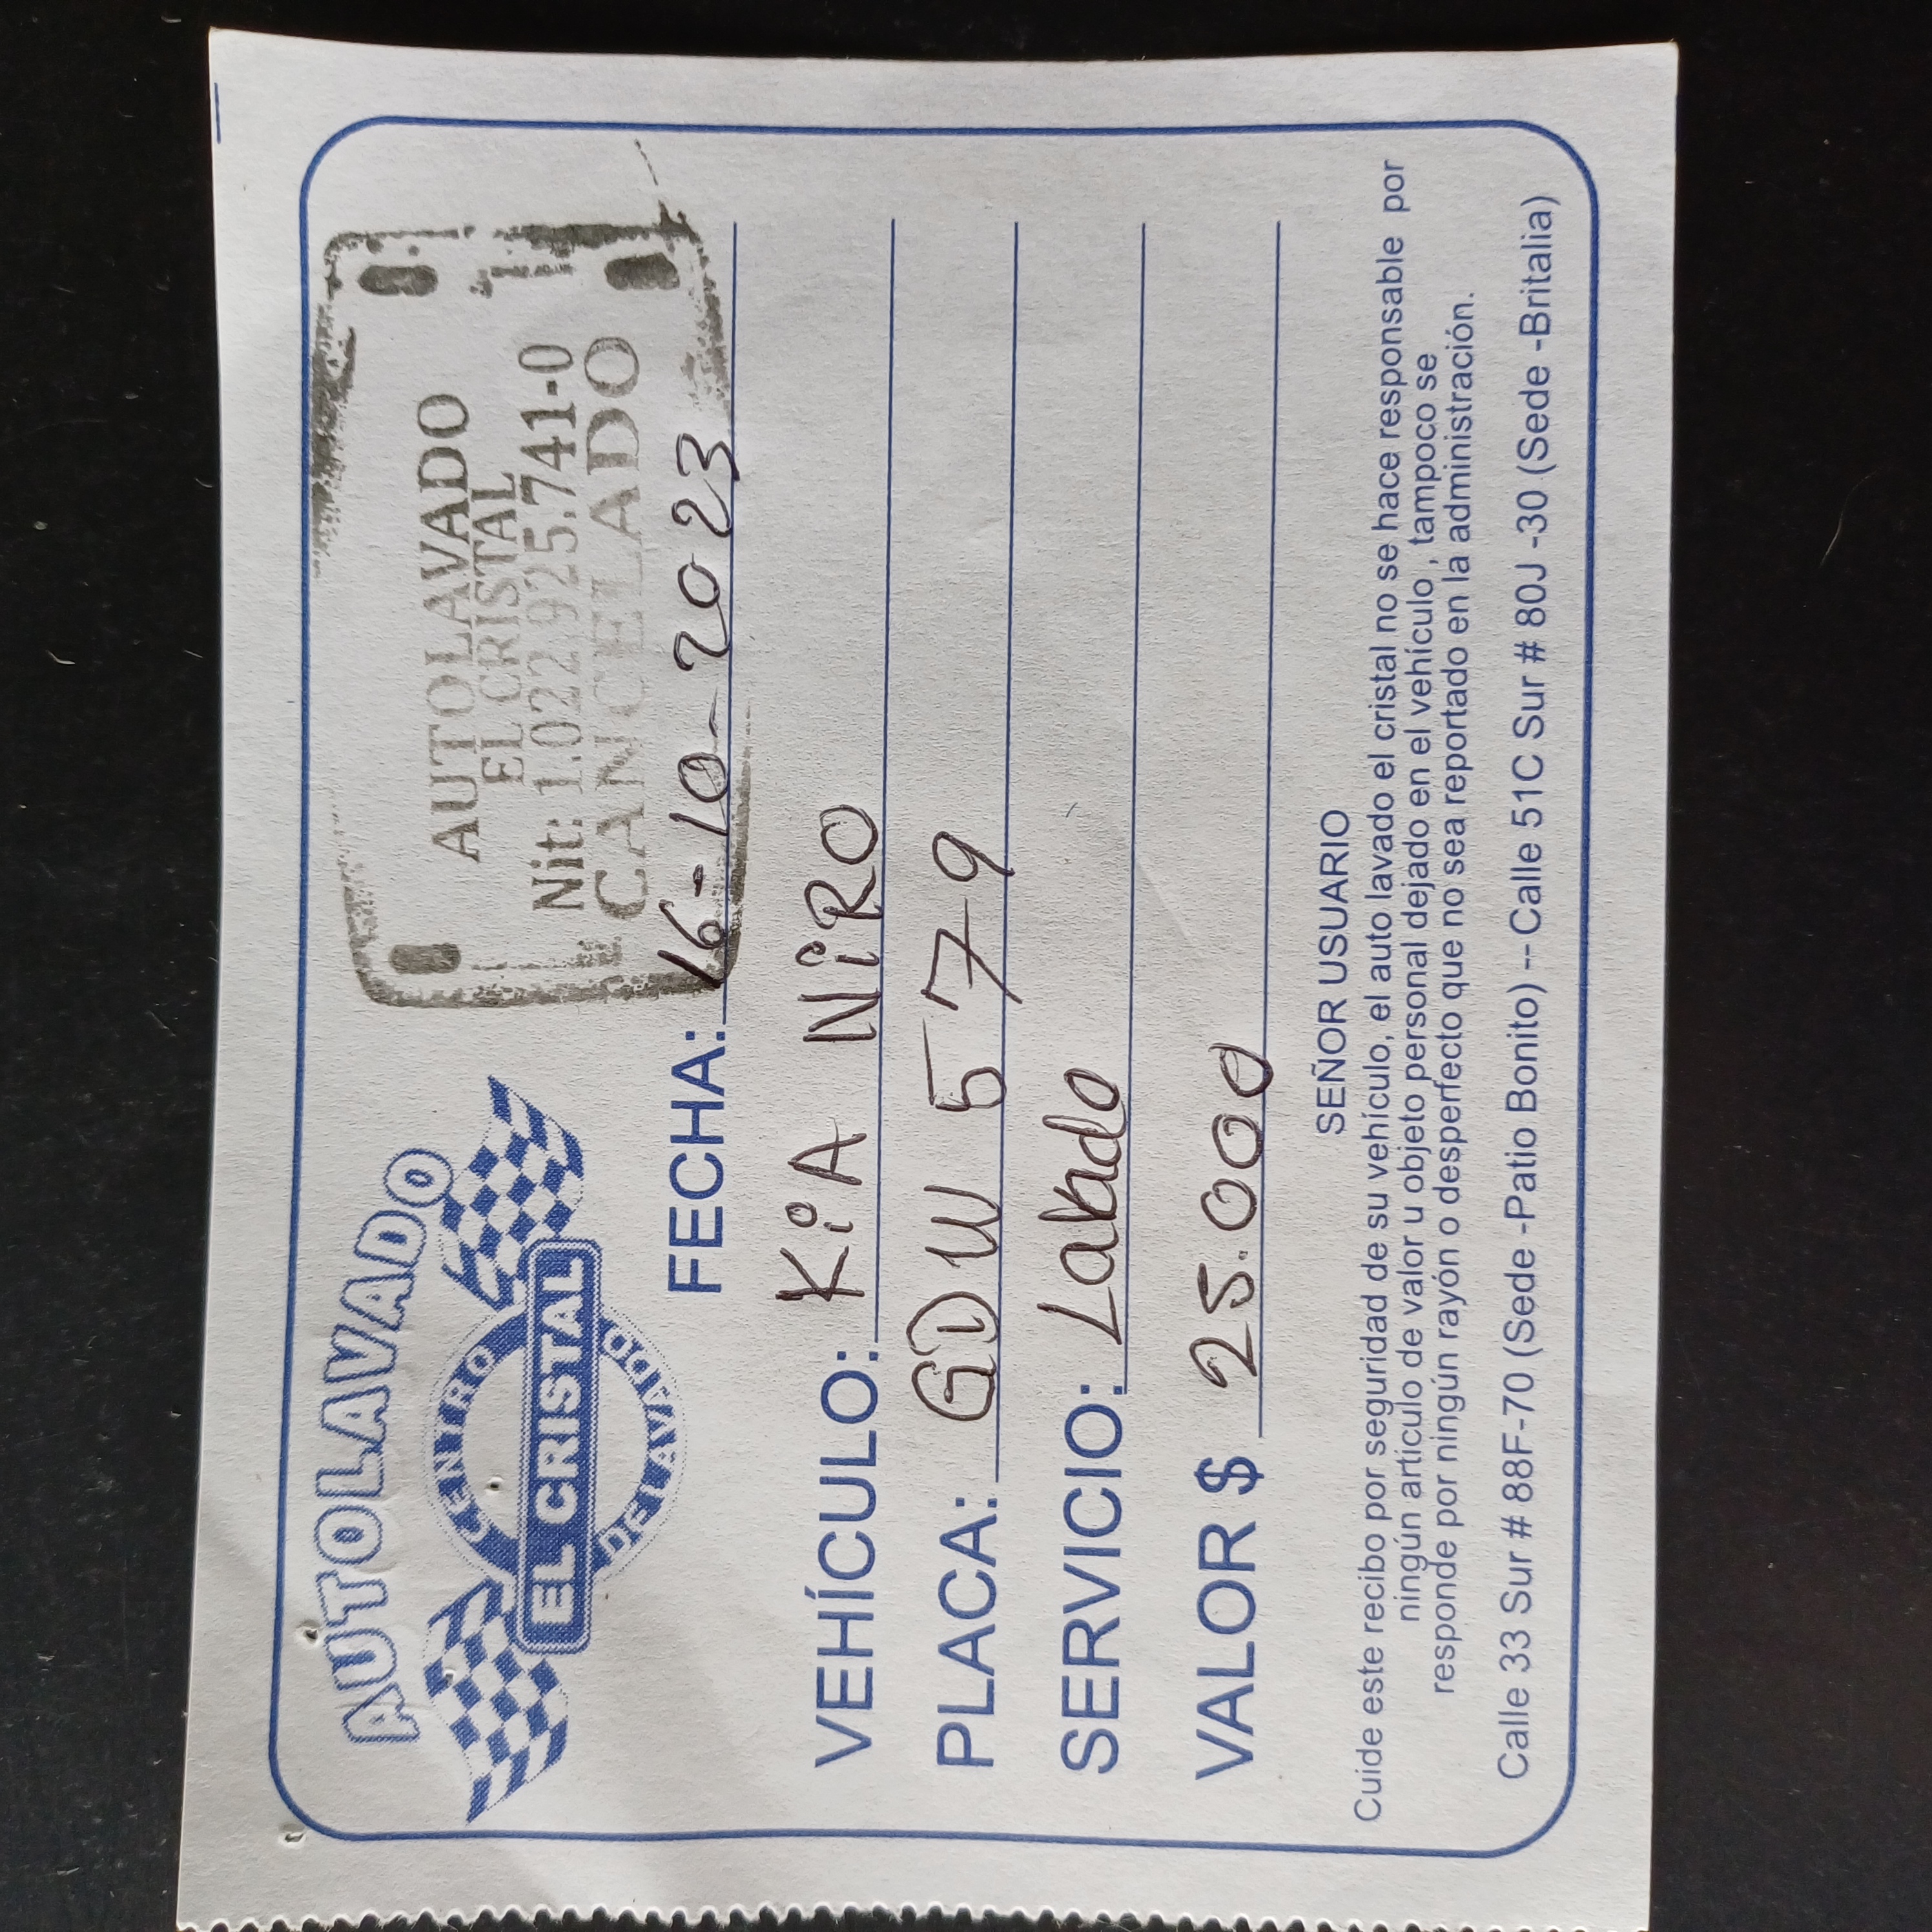 AUTOLAVADO
CENTRO
EL CRISTAL
DE LAVADO
AUTOLAVADO
EL CRISTAL
Nit: 1.022.925.741-0
CANCELADO
FECHA: 16-10-2023
VEHÍCULO: KiA NiRO
PLACA: GDW 579
SERVICIO: Labado
VALOR $ 25.000
SEÑOR USUARIO
Cuide este recibo por seguridad de su vehículo, el auto lavado el cristal no se hace responsable por
ningún artículo de valor u objeto personal dejado en el vehículo , tampoco se
responde por ningún rayón o desperfecto que no sea reportado en la administración.
Calle 33 Sur # 88F-70 (Sede -Patio Bonito) -- Calle 51C Sur # 80J -30 (Sede -Britalia)